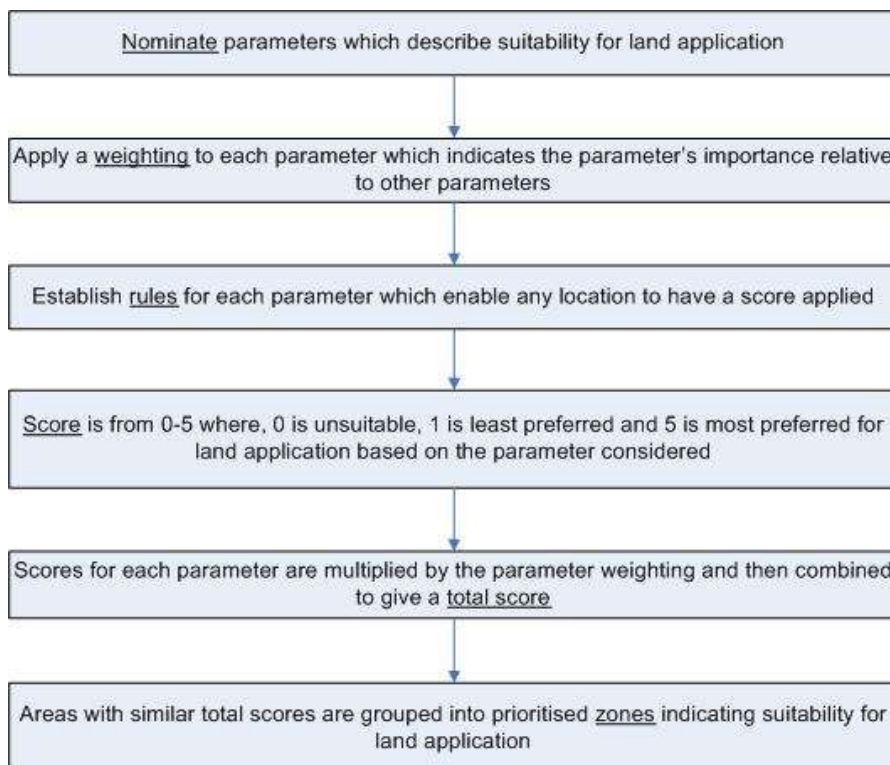 Nominate parameters which describe suitability for land application
Apply a weighting to each parameter which indicates the parameter's importance relative
to other parameters
Establish rules for each parameter which enable any location to have a score applied
Score is from 0-5 where, 0 is unsuitable, 1 is least preferred and 5 is most preferred for
land application based on the parameter considered
Scores for each parameter are multiplied by the parameter weighting and then combined
to give a total score
Areas with similar total scores are grouped into prioritised zones indicating suitability for
land application